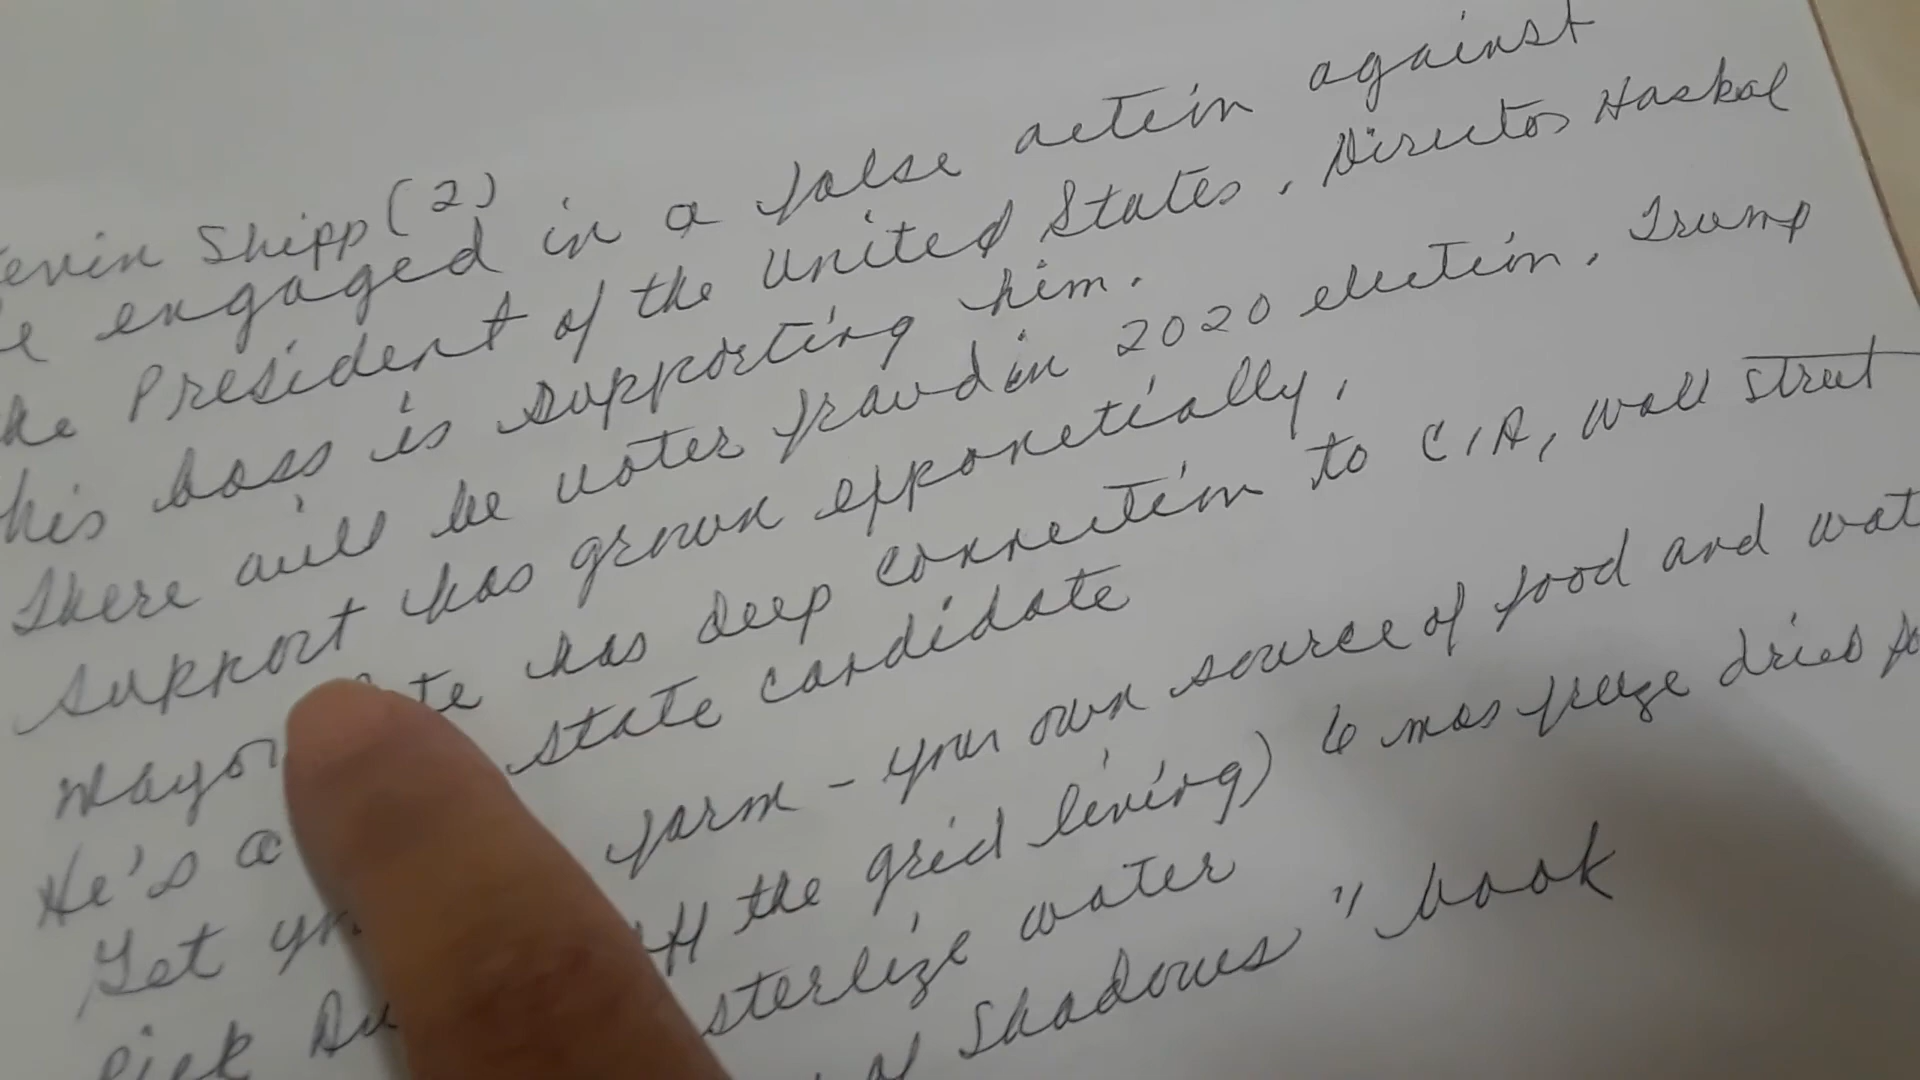 Kevin Shipp (2)
engaged in a false action against
the President of the United States, Director Haskal
his boss is supporting him.
There will be voter fraud in 2020 election, Trump
support has grown epponetially,
Mayor has deep connection to CIA, Wall Street
He's a state candidate
Get farm - your own source of food and
the grid living) 6 mos freeze dried
sterlize water
of Shadows" book